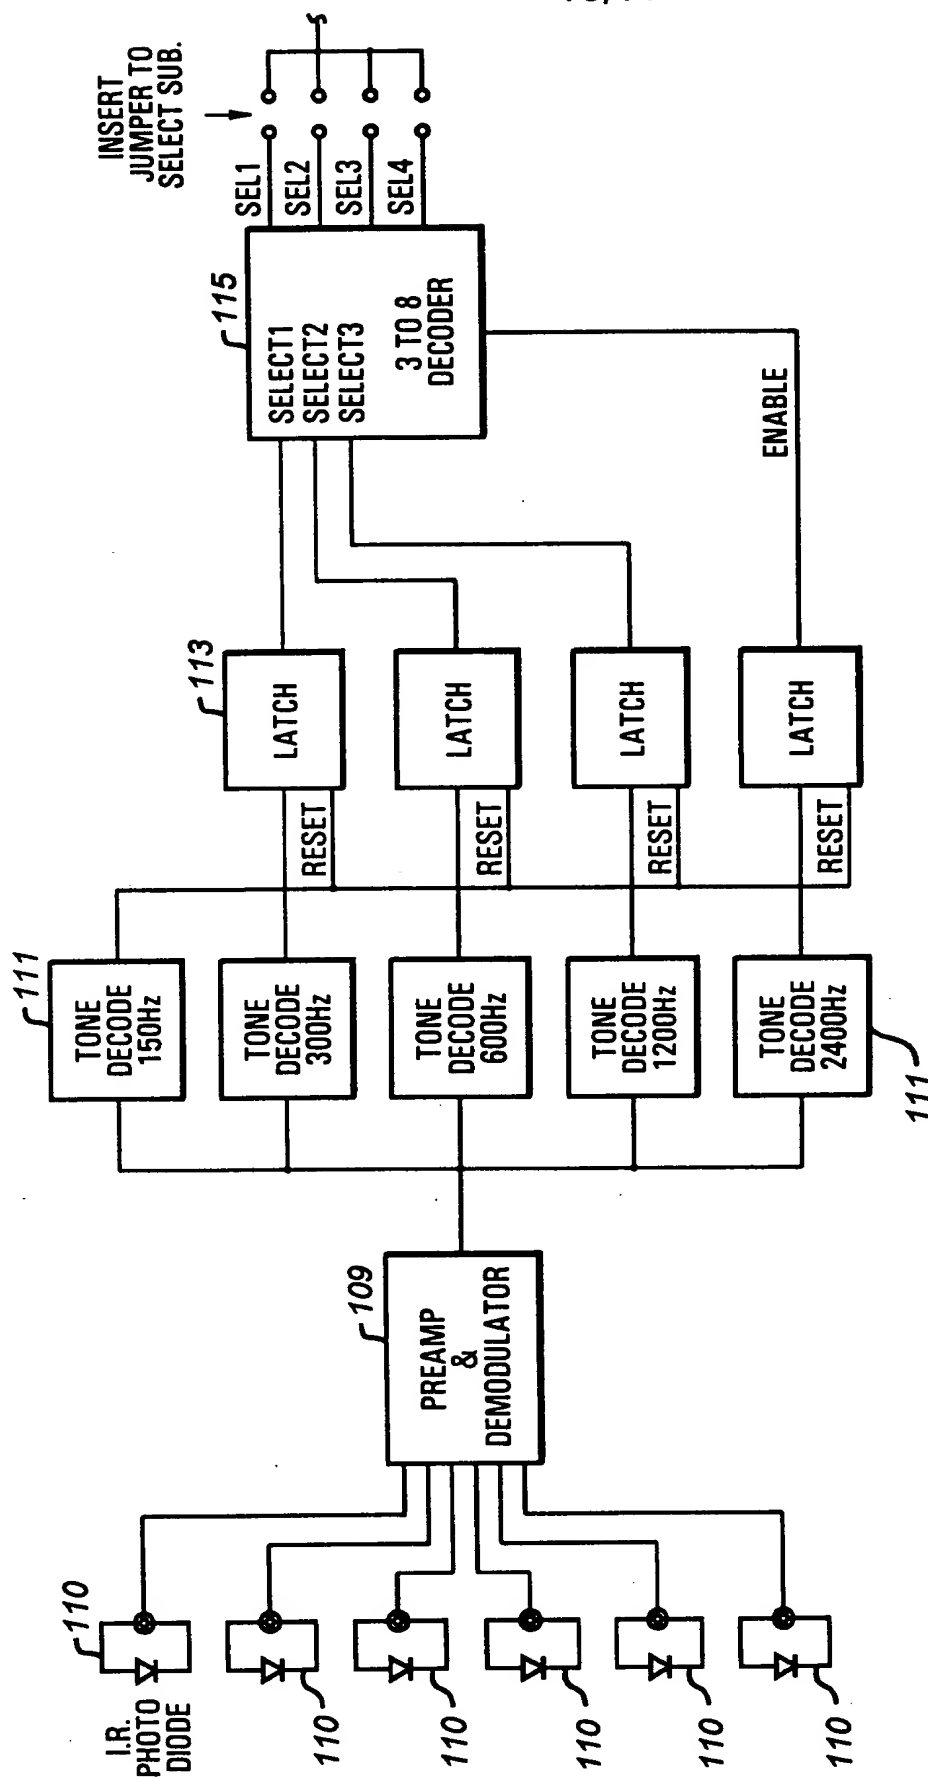 I.R.
PHOTO
DIODE
110
110
110
110
110
110
109
PREAMP
&
DEMODULATOR
111
TONE
DECODE
150Hz
TONE
DECODE
300Hz
TONE
DECODE
600Hz
TONE
DECODE
1200Hz
TONE
DECODE
2400Hz
111
RESET
RESET
RESET
RESET
113
LATCH
LATCH
LATCH
LATCH
ENABLE
115
SELECT1
SELECT2
SELECT3
3 TO 8
DECODER
SEL1
SEL2
SEL3
SEL4
INSERT
JUMPER TO
SELECT SUB.